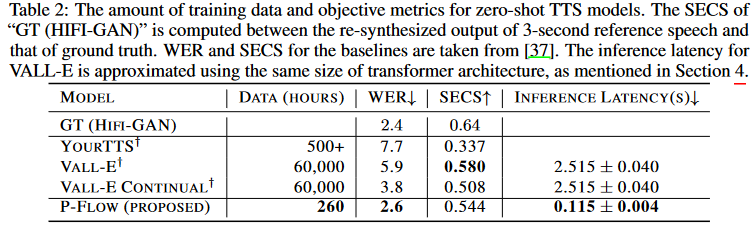 Table 2: The amount of training data and objective metrics for zero-shot TTS models. The SECS of
“GT (HIFI-GAN)” is computed between the re-synthesized output of 3-second reference speech and
that of ground truth. WER and SECS for the baselines are taken from [37]. The inference latency for
VALL-E is approximated using the same size of transformer architecture, as mentioned in Section 4.
MODEL | DATA (HOURS) | WER↓ | SECS↑ | INFERENCE LATENCY(S)↓
GT (HIFI-GAN) | | 2.4 | 0.64 |
YOURTTS† | 500+ | 7.7 | 0.337 |
VALL-E† | 60,000 | 5.9 | 0.580 | 2.515 ± 0.040
VALL-E CONTINUAL† | 60,000 | 3.8 | 0.508 | 2.515 ± 0.040
P-FLOW (PROPOSED) | 260 | 2.6 | 0.544 | 0.115 ± 0.004